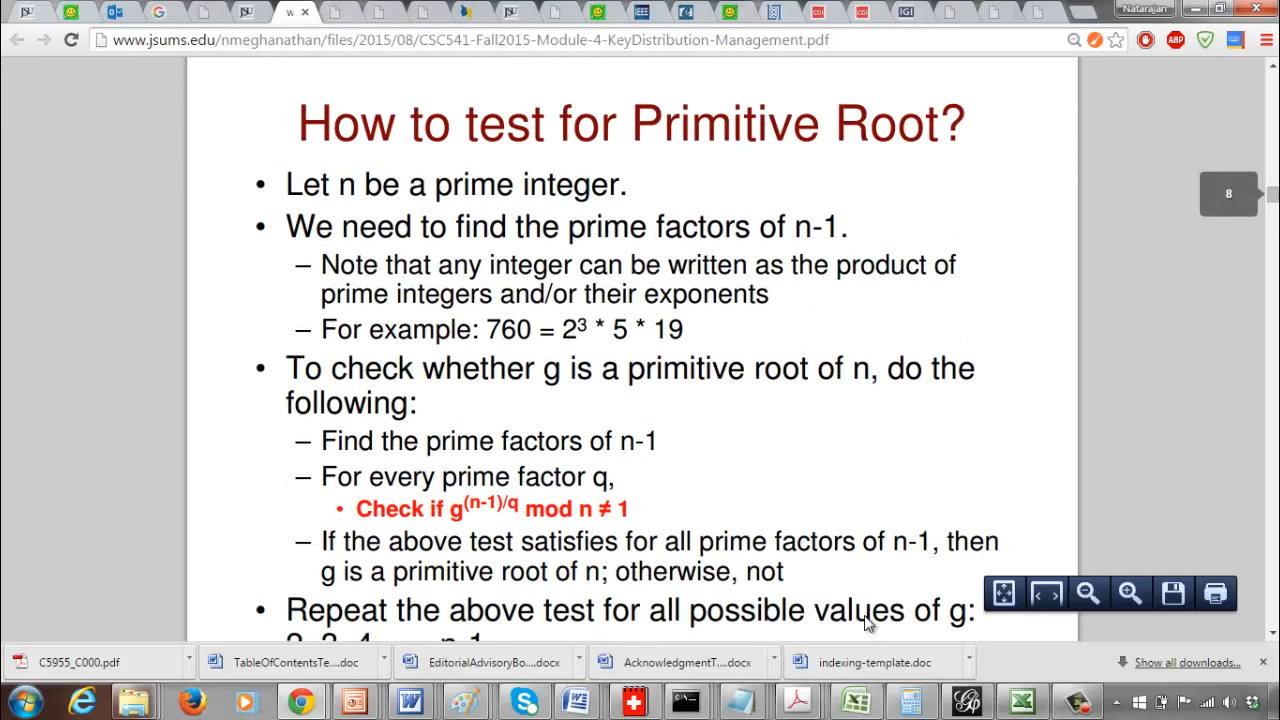 Natarajan
www.jsums.edu/nmeghanathan/files/2015/08/CSC541-Fall2015-Module-4-KeyDistribution-Management.pdf
ABP
How to test for Primitive Root?
8
• Let n be a prime integer.
• We need to find the prime factors of n-1.
– Note that any integer can be written as the product of
prime integers and/or their exponents
– For example: 760 = 2³ * 5 * 19
• To check whether g is a primitive root of n, do the
following:
– Find the prime factors of n-1
– For every prime factor q,
• Check if g^(n-1)/q mod n ≠ 1
– If the above test satisfies for all prime factors of n-1, then
g is a primitive root of n; otherwise, not
• Repeat the above test for all possible values of g:
C5955_C000.pdf
TableOfContentsTe....doc
EditorialAdvisoryBo....docx
AcknowledgmentT....docx
indexing-template.doc
Show all downloads...